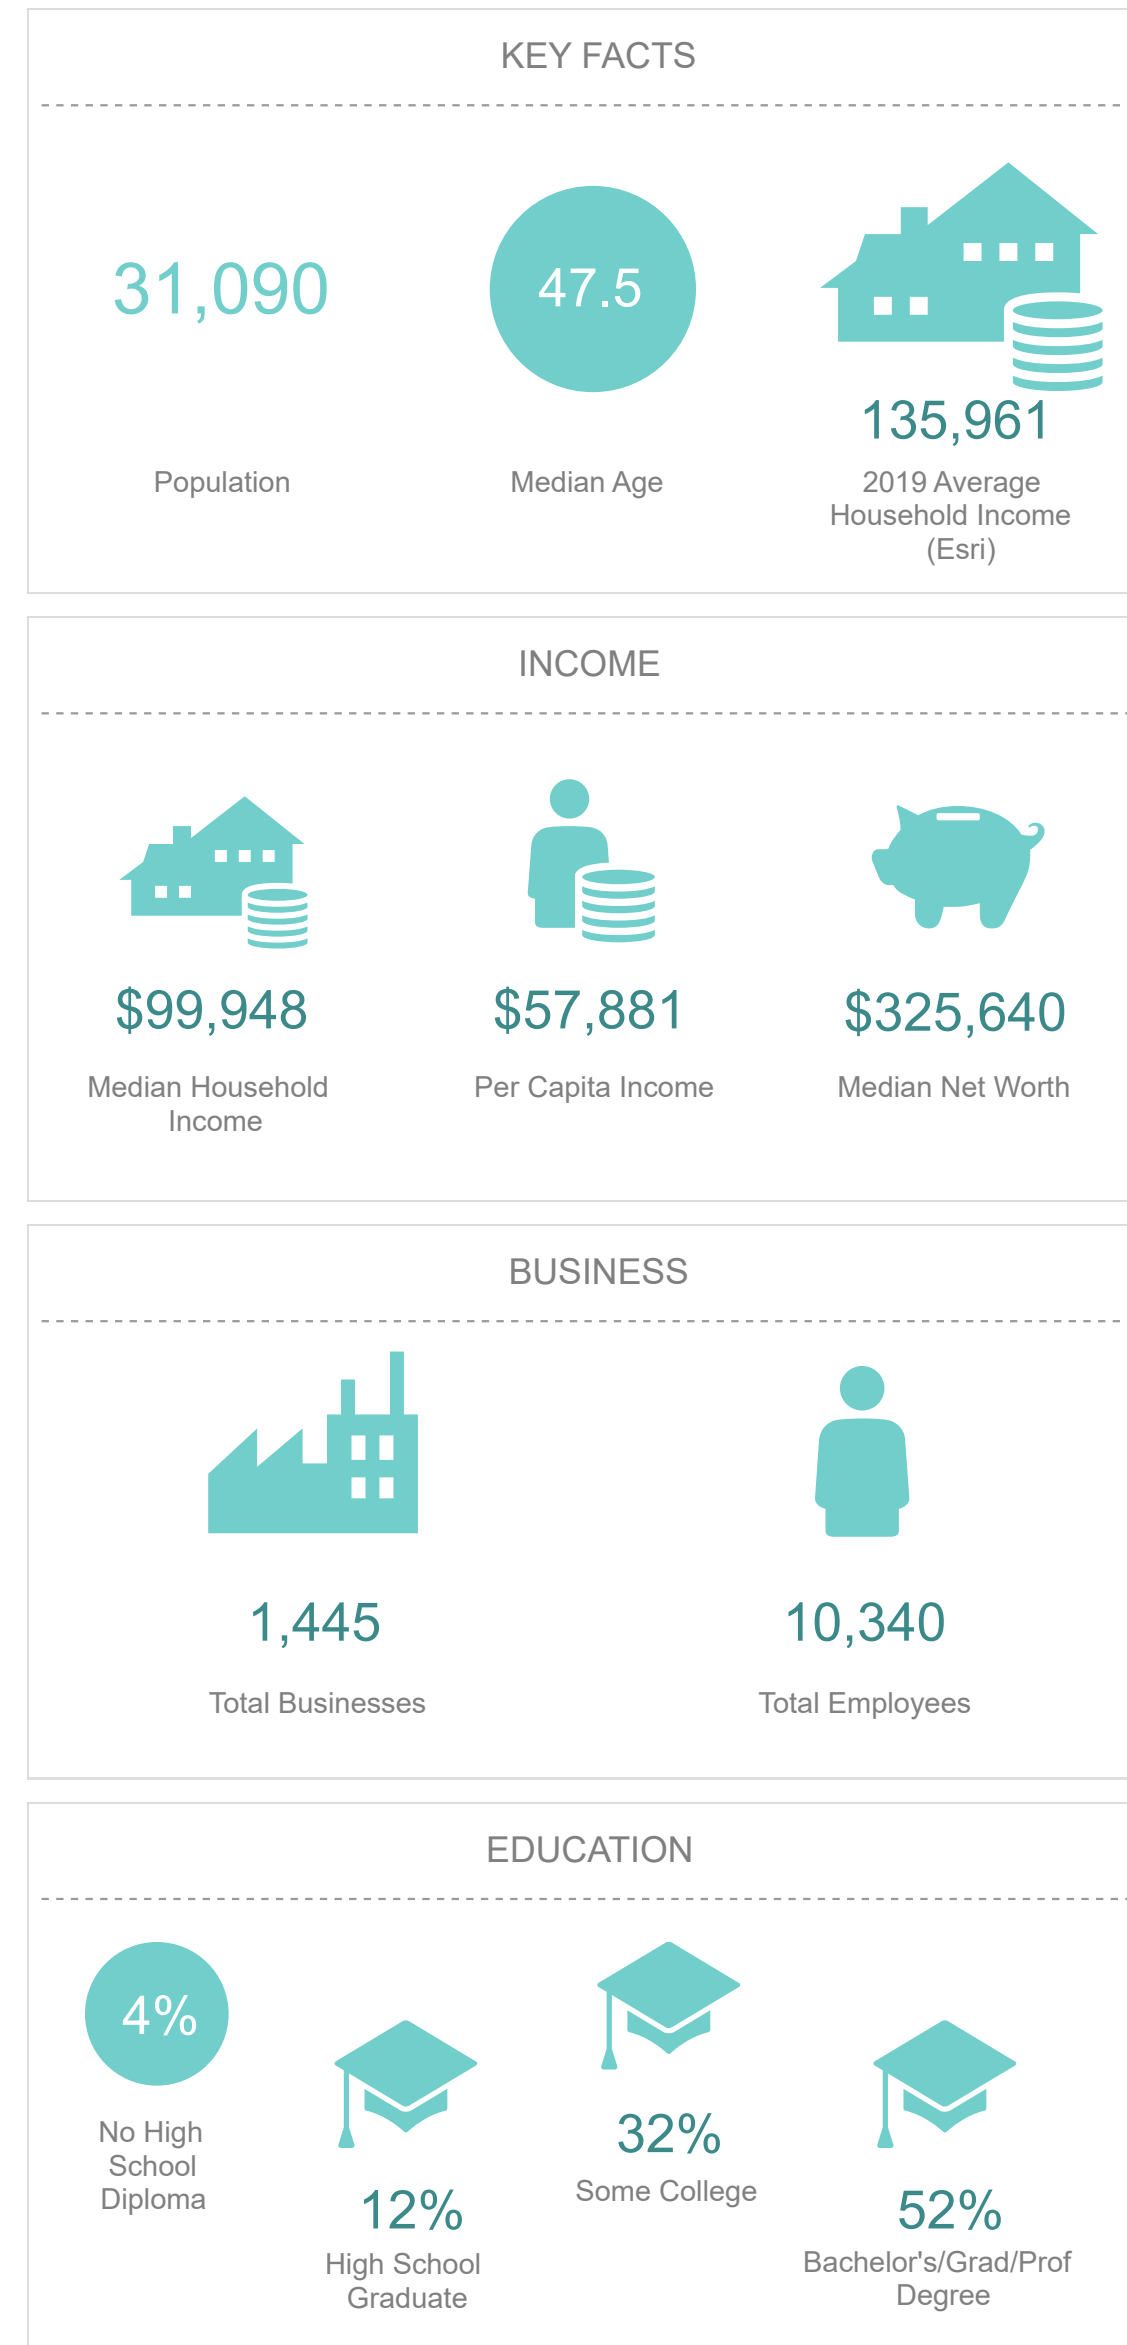 KEY FACTS
31,090
Population
47.5
Median Age
135,961
2019 Average
Household Income
(Esri)
INCOME
$99,948
Median Household
Income
$57,881
Per Capita Income
$325,640
Median Net Worth
BUSINESS
1,445
Total Businesses
10,340
Total Employees
EDUCATION
4%
No High
School
Diploma
12%
High School
Graduate
32%
Some College
52%
Bachelor's/Grad/Prof
Degree